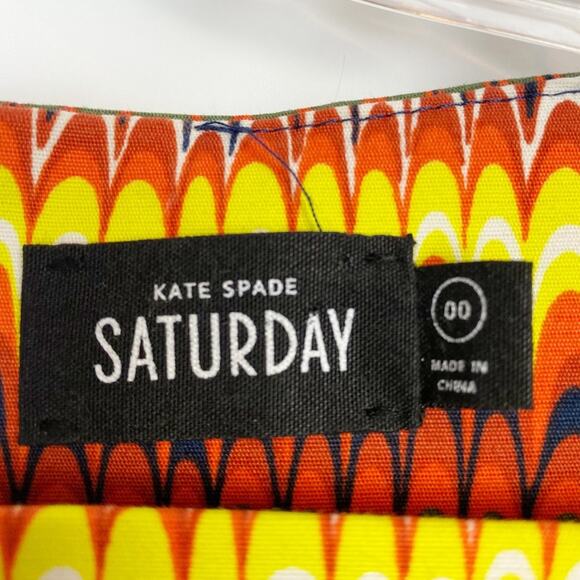 KATE SPADE
SATURDAY
00
MADE IN
CHINA